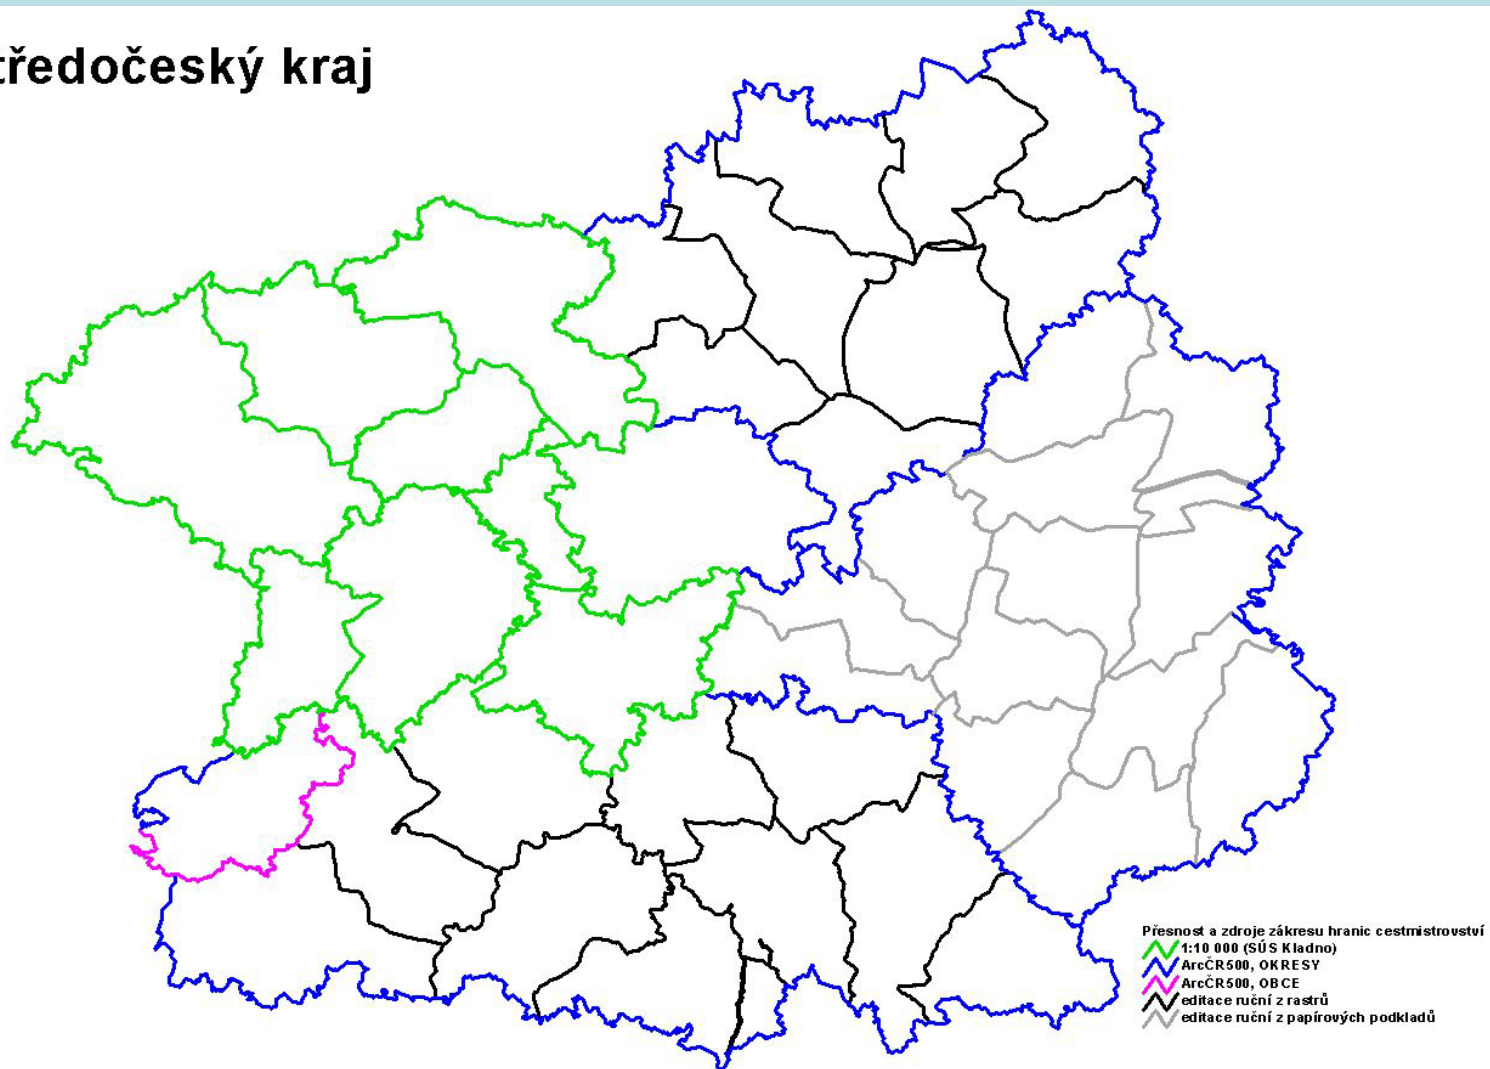 tředočeský kraj
Přesnost a zdroje zákresu hranic cestmistrovství
1:10 000 (SÚS Kladno)
ArcČR500, OKRESY
ArcČR500, OBCE
editace ruční z rastrů
editace ruční z papírových podkladů